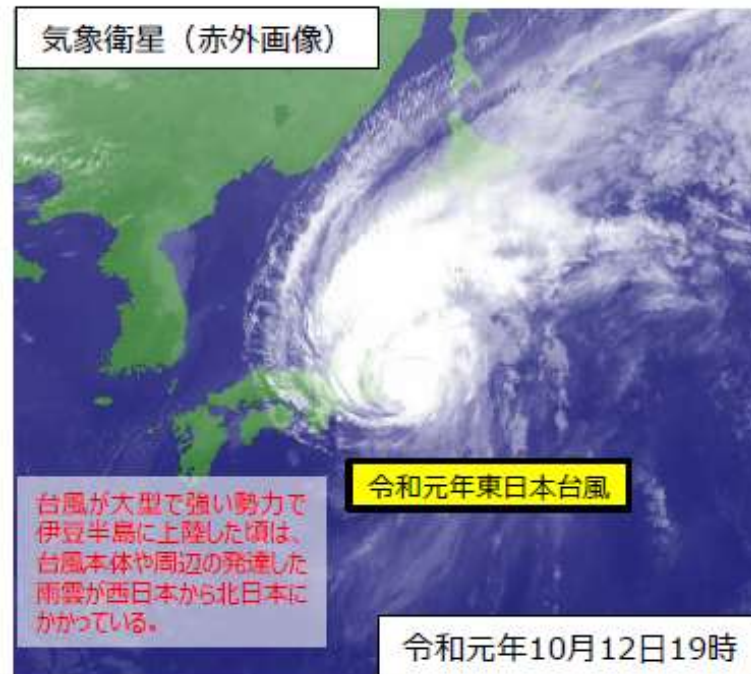 気象衛星（赤外画像）
令和元年東日本台風
台風が大型で強い勢力で
伊豆半島に上陸した頃は、
台風本体や周辺の発達した
雨雲が西日本から北日本に
かかっている。
令和元年10月12日19時